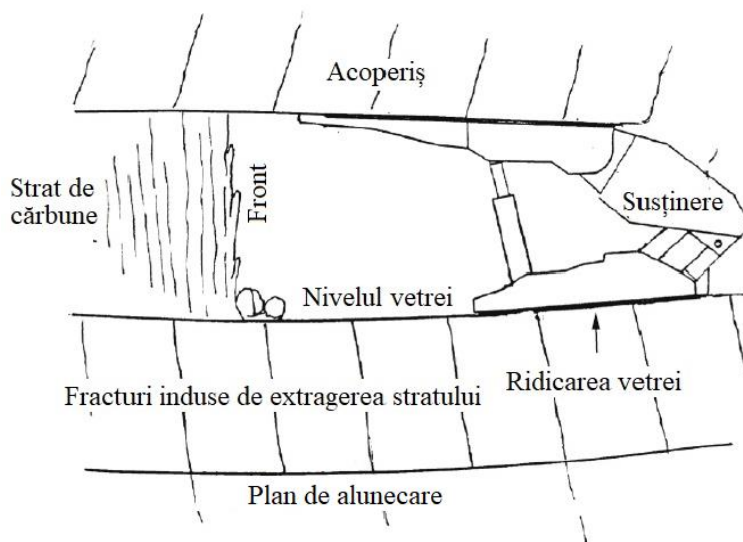 Acoperiș
Strat de
cărbune
Front
Susținere
Nivelul vetrei
Ridicarea vetrei
Fracturi induse de extragerea stratului
Plan de alunecare